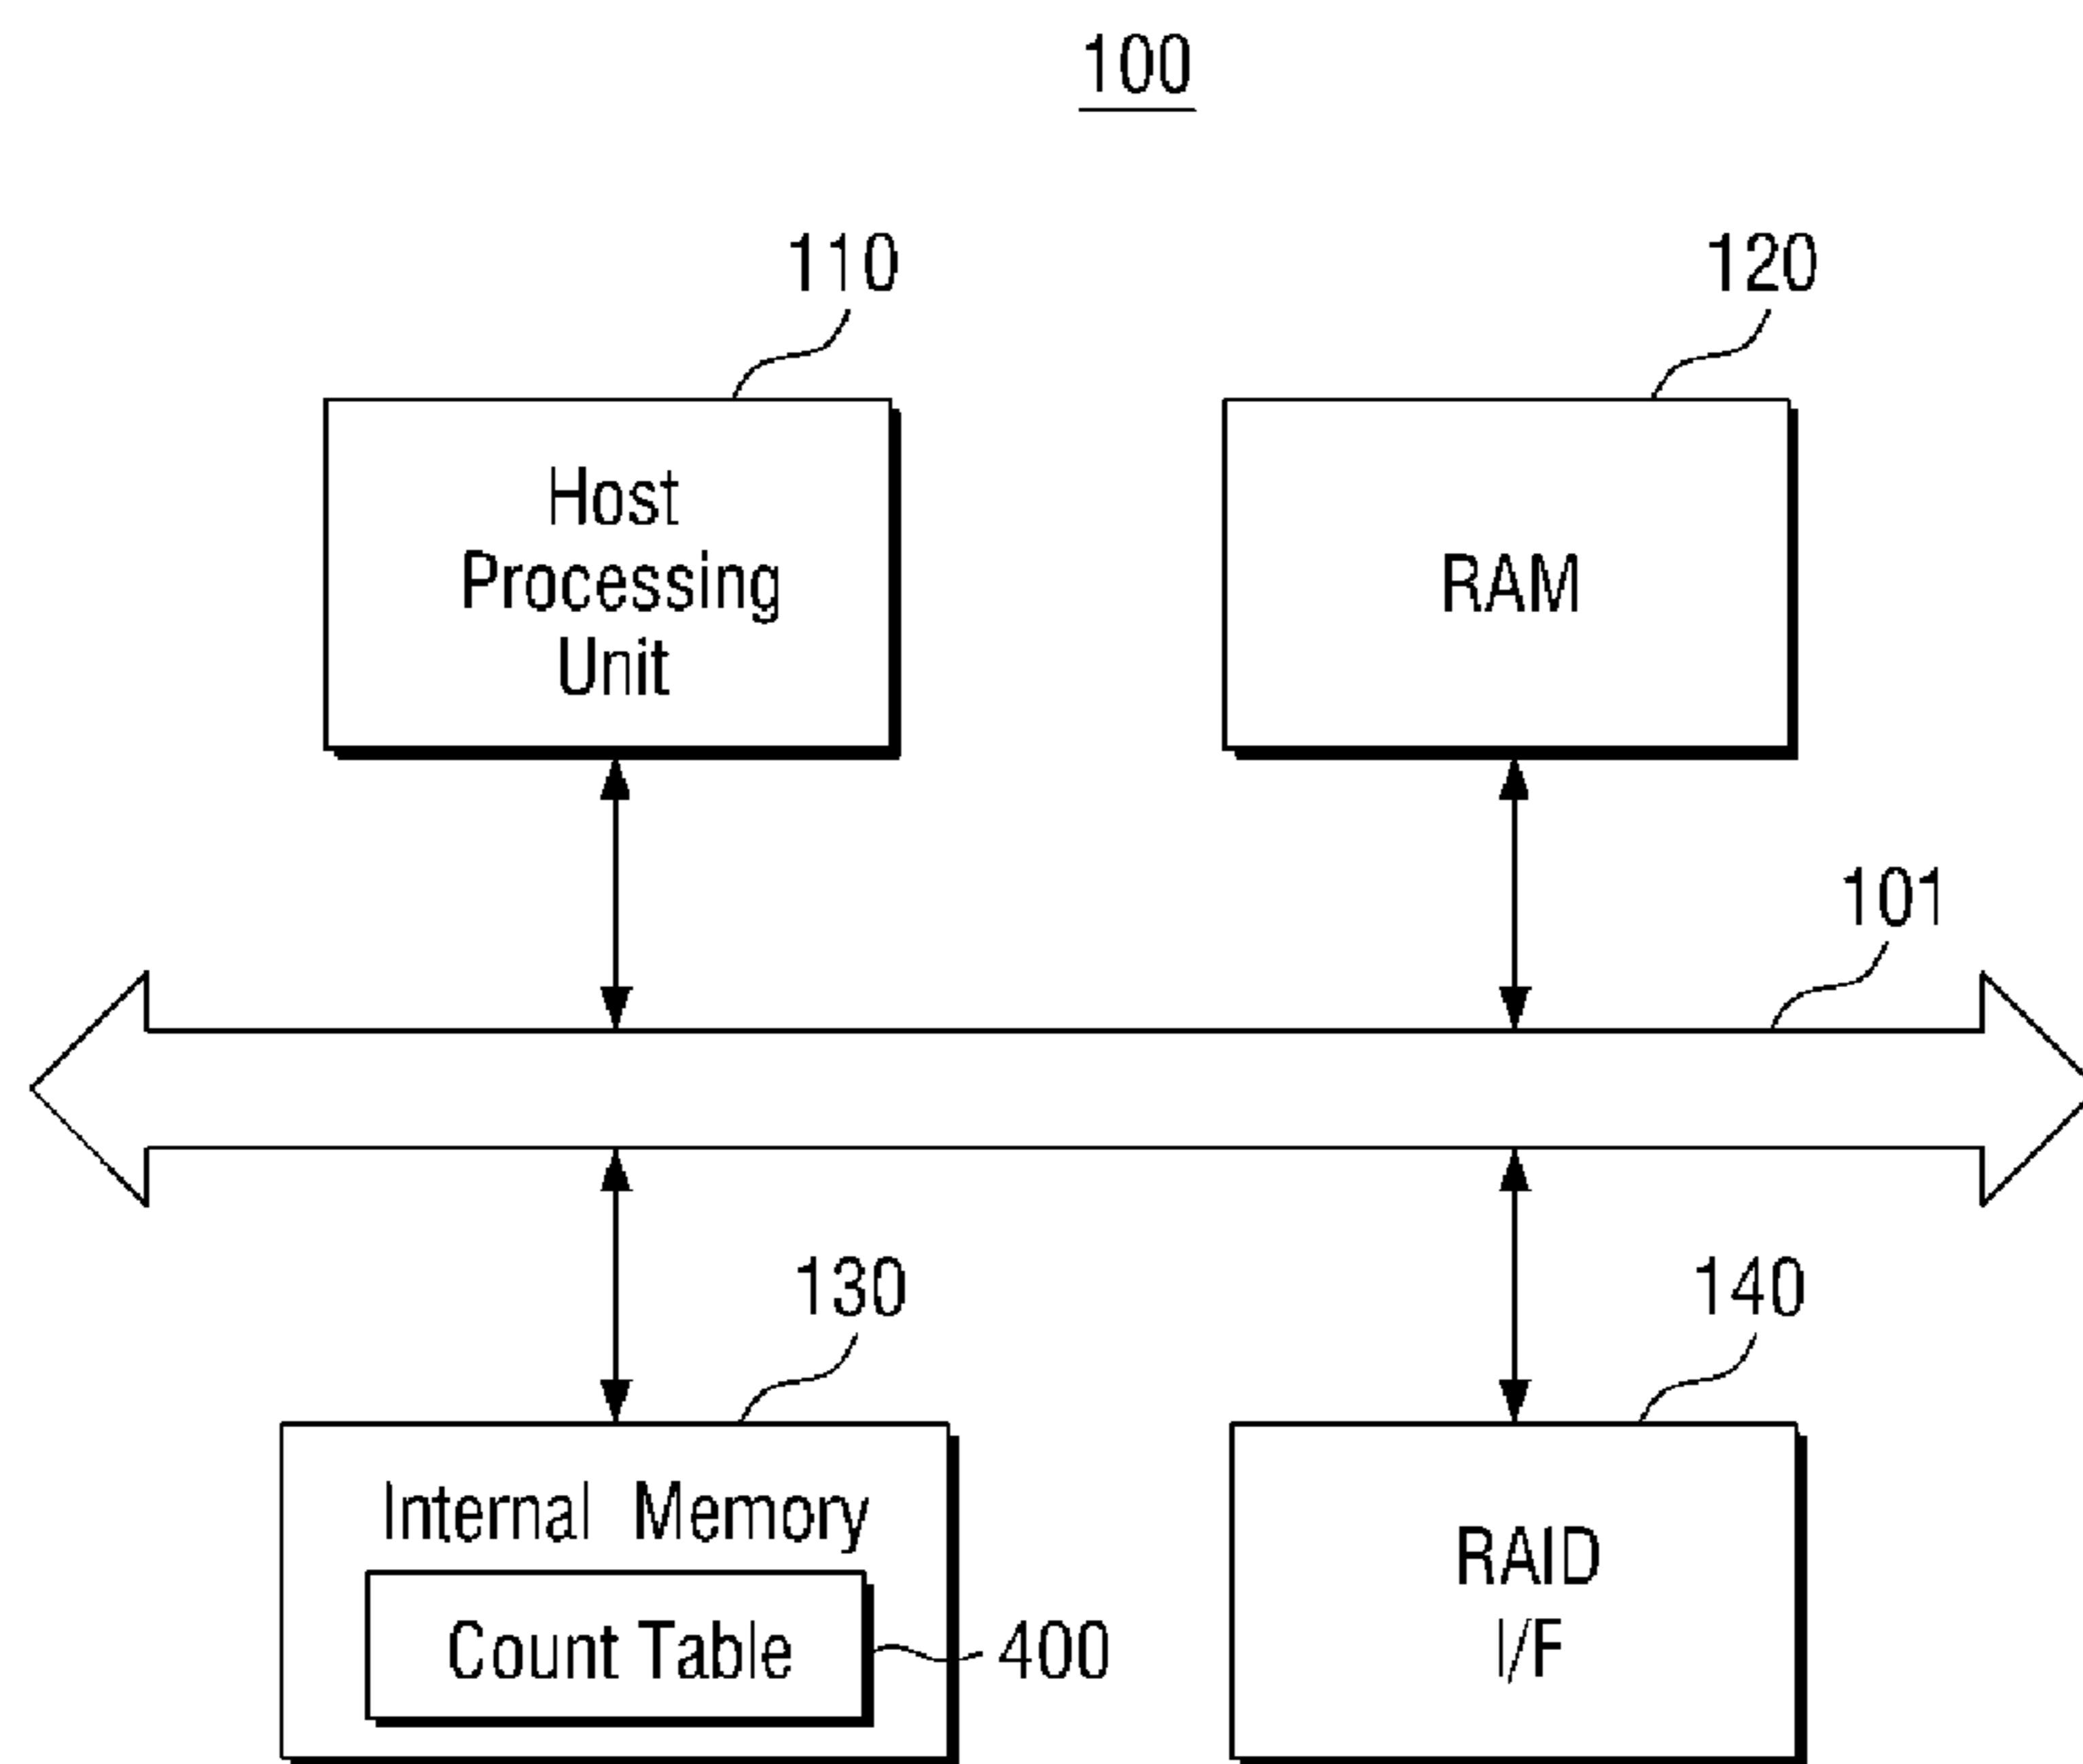 100
110
120
Host
Processing
Unit
RAM
101
130
140
Internal Memory
Count Table
400
RAID
I/F